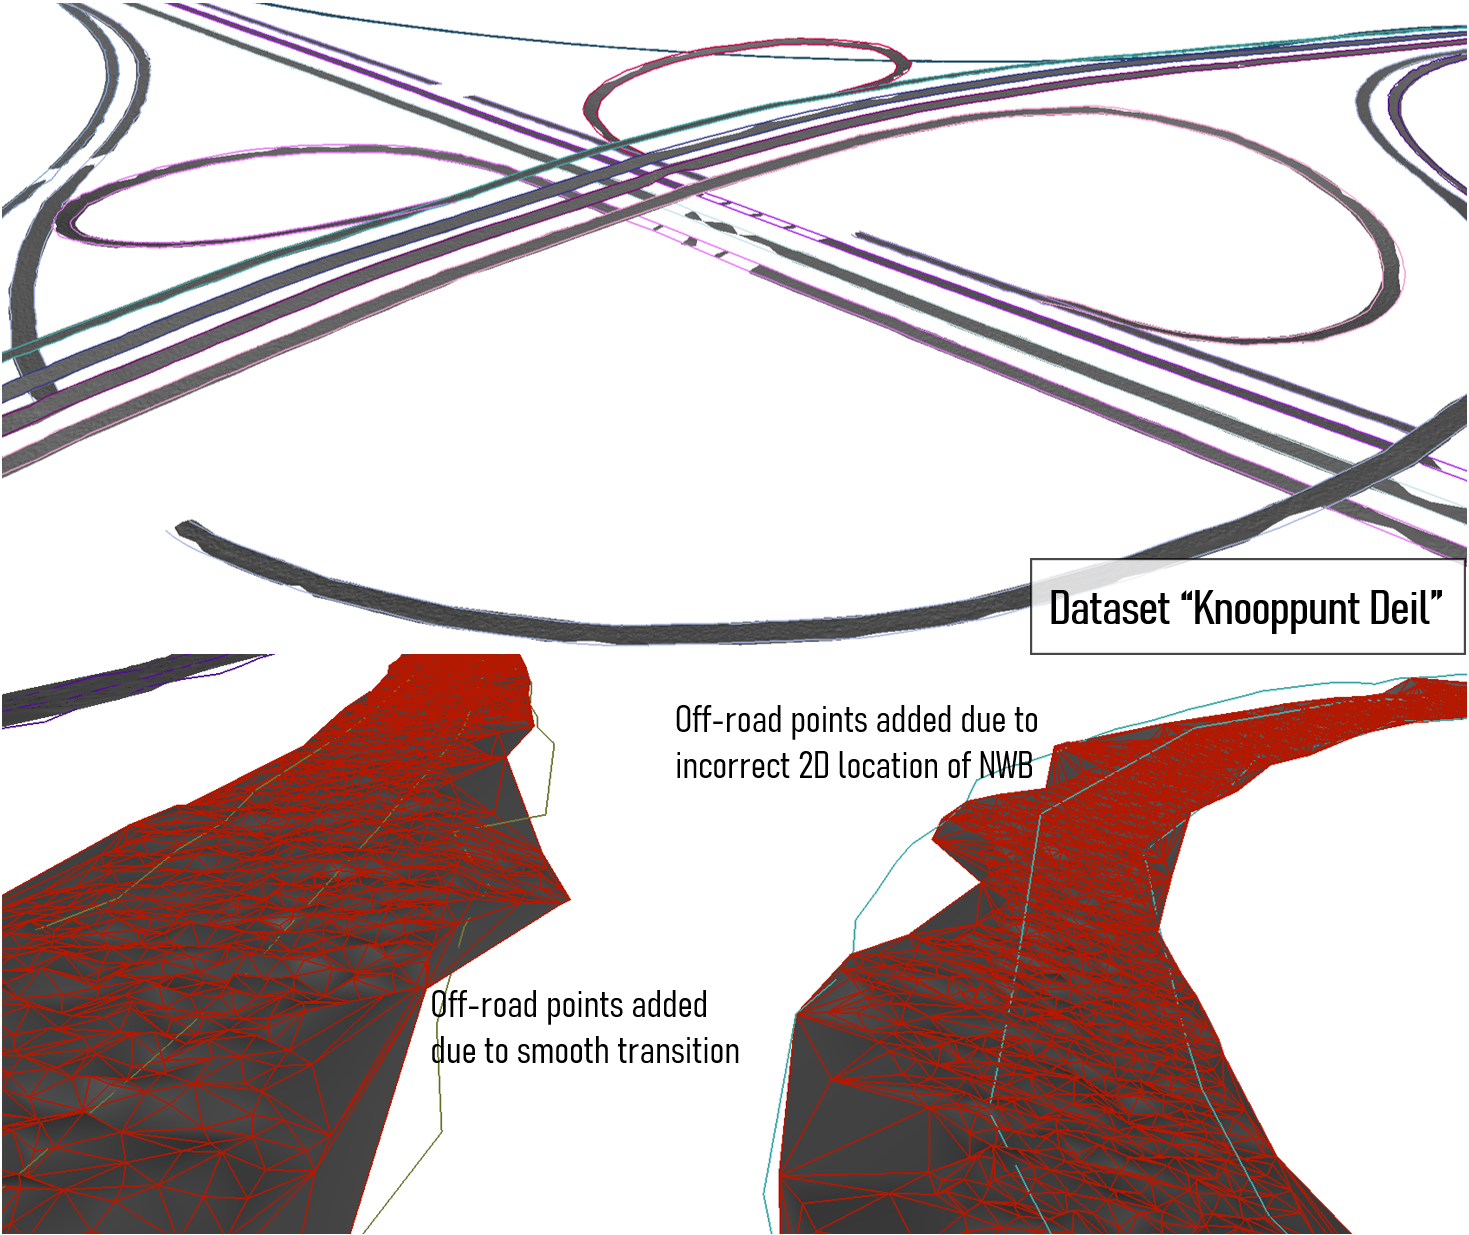 Dataset “Knooppunt Deil”
Off-road points added due to
incorrect 2D location of NWB
Off-road points added
due to smooth transition